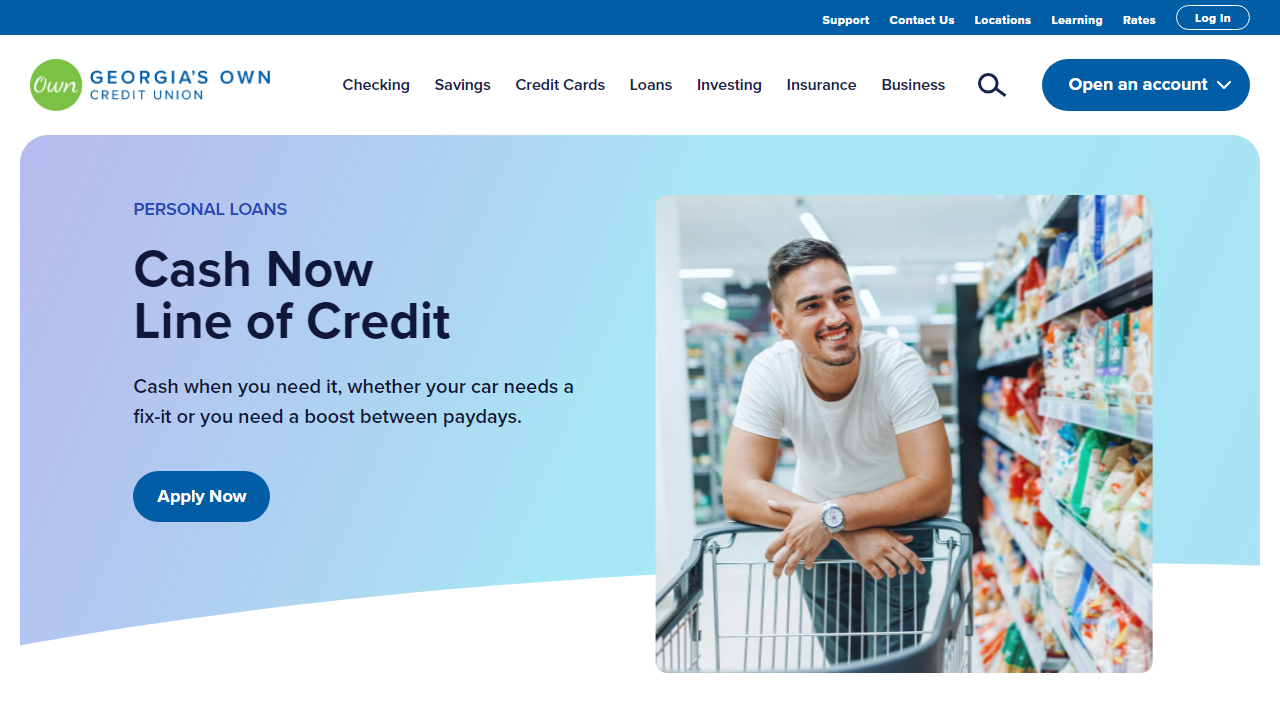 Support Contact Us Locations Learning Rates Log In
Own GEORGIA'S OWN
CREDIT UNION
Checking Savings Credit Cards Loans Investing Insurance Business Open an account
PERSONAL LOANS
Cash Now
Line of Credit
Cash when you need it, whether your car needs a
fix-it or you need a boost between paydays.
Apply Now